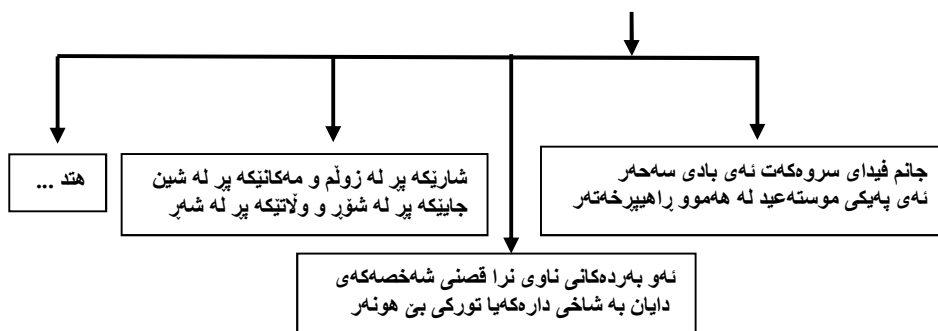 جانم فیدای سروەکەت ئەی بادی سەحەر
ئەی پەیکی موستەعید لە هەموو ڕاهیپڕخەتەر
شارێکە پڕ لە زوڵم و مەکانێکە پڕ لە شین
جایێکە پڕ لە شۆڕ و وڵاتێکە پڕ لە شەڕ
هتد ...
ئەو بەردەکانی ناوی نرا قصنی شەخصەکەی
دایان بە شاخی دارەکەیا تورکی بێ هونەر